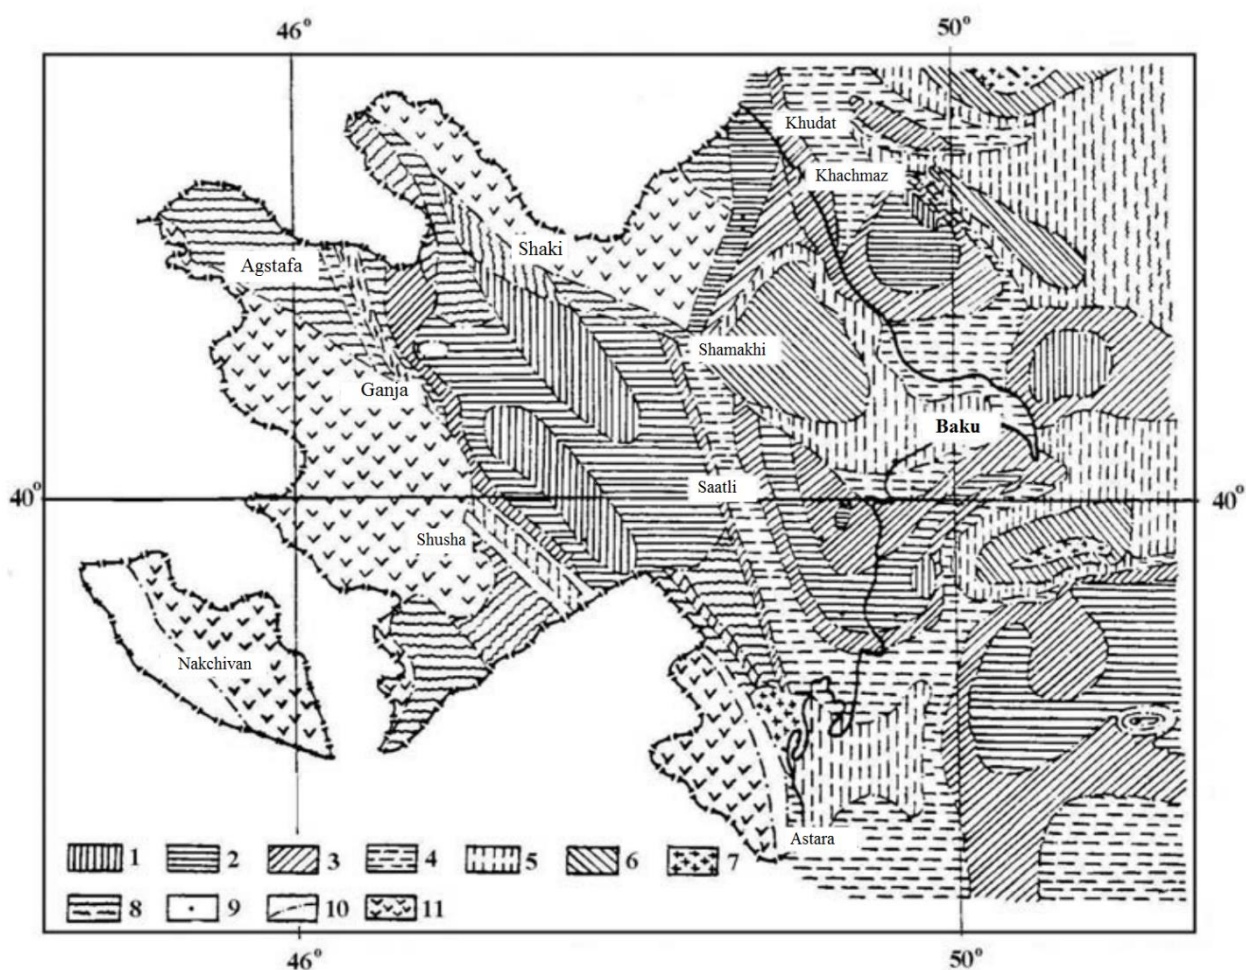 46° 50°
Khudat
Khachmaz
Shaki
Agstafa
Shamakhi
Ganja
Baku
Saatli
40° 40°
Shusha
Nakchivan
Astara
1 2 3 4 5 6 7
8 9 10 11
46° 50°